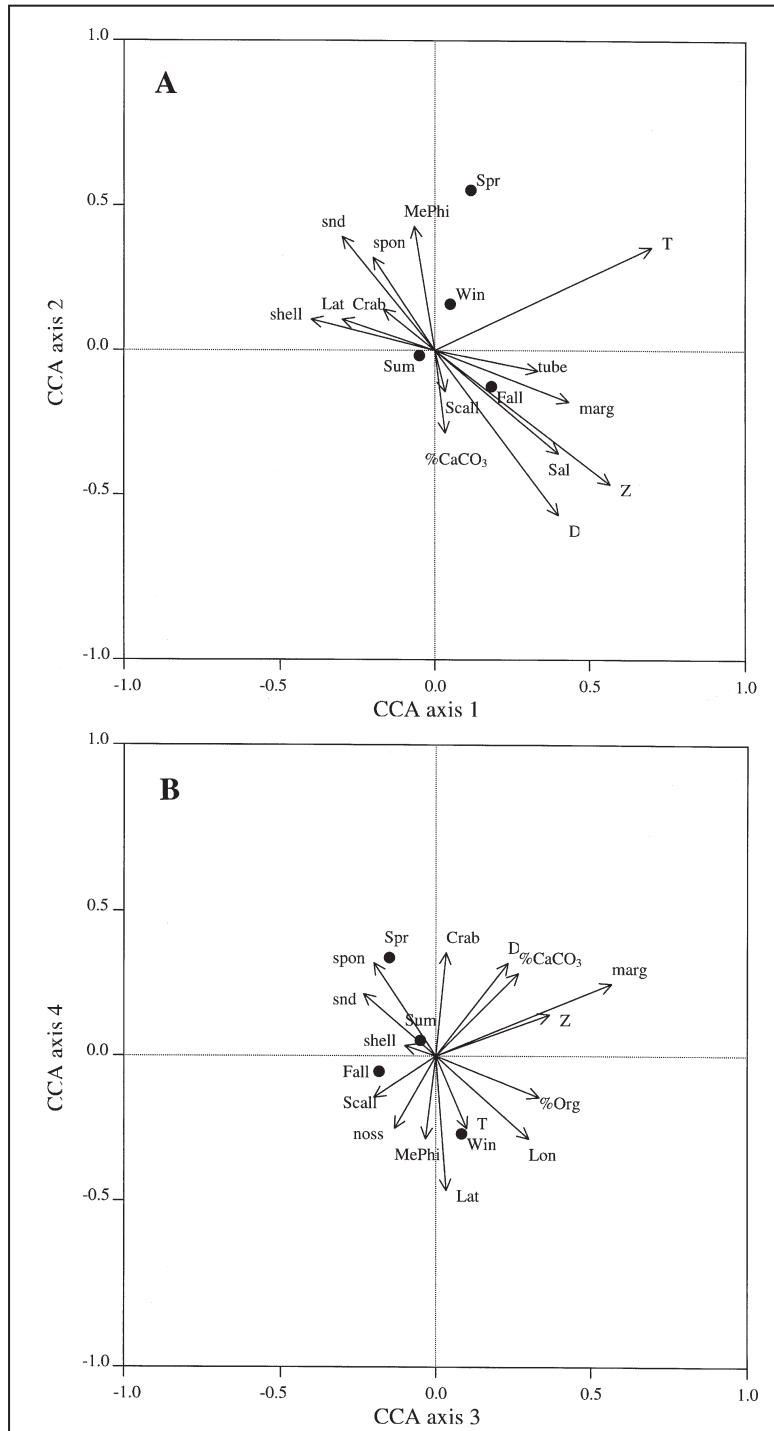 1.0
A
Spr
0.5
MePhi
snd
spon
T
Win
Lat Crab
shell
CCA axis 2
0.0
Sum
tube
Fall
Scall
marg
%CaCO₃
Sal
-0.5
Z
D
-1.0
-1.0 -0.5 0.0 0.5 1.0
CCA axis 1
1.0
B
0.5
Spr Crab
D
%CaCO₃
spon
marg
snd
Sum
Z
shell
CCA axis 4
0.0
Fall
Scall
%Org
T
noss
Win
MePhi
Lon
Lat
-0.5
-1.0
-1.0 -0.5 0.0 0.5 1.0
CCA axis 3